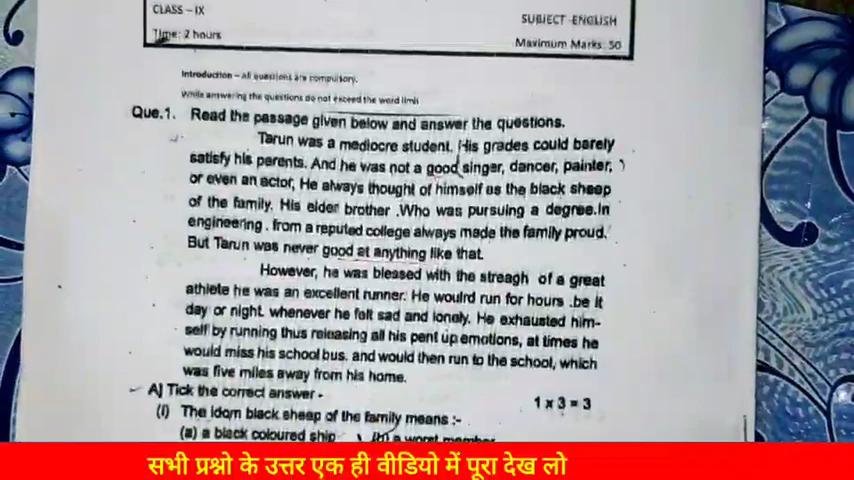 CLASS – IX
SUBJECT -ENGLISH
Time: 2 hours
Maximum Marks: 50
Introduction – All questions are compulsory.
While answering the questions do not exceed the word limit
Que.1. Read the passage given below and answer the questions.
Tarun was a mediocre student. His grades could barely
satisfy his parents. And he was not a good singer, dancer, painter,
or even an actor, He always thought of himself as the black sheep
of the family. His elder brother .Who was pursuing a degree.In
engineering . from a reputed college always made the family proud.
But Tarun was never good at anything like that.
However, he was blessed with the streagh of a great
athlete he was an excellent runner. He woulrd run for hours .be it
day or night. whenever he falt sad and lonely. He exhausted him-
self by running thus releasing all his pent up emotions, at times he
would miss his school bus. and would then run to the school, which
was five miles away from his home.
A] Tick the correct answer -
1 x 3 = 3
(i) The idom black sheep of the family means :-
(a) a black coloured ship (b) a worst member
सभी प्रश्नो के उत्तर एक ही वीडियो में पूरा देख लो